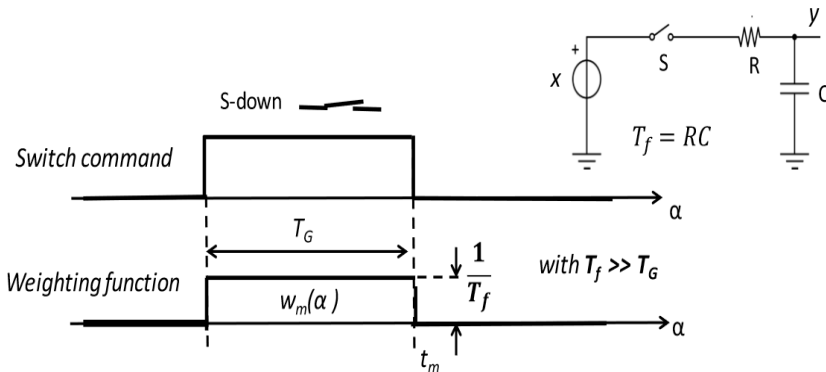 y
+
S
x
R
C
S-down
T_f = RC
Switch command
α
T_G
Weighting function
1
T_f
with T_f >> T_G
w_m(α)
α
t_m